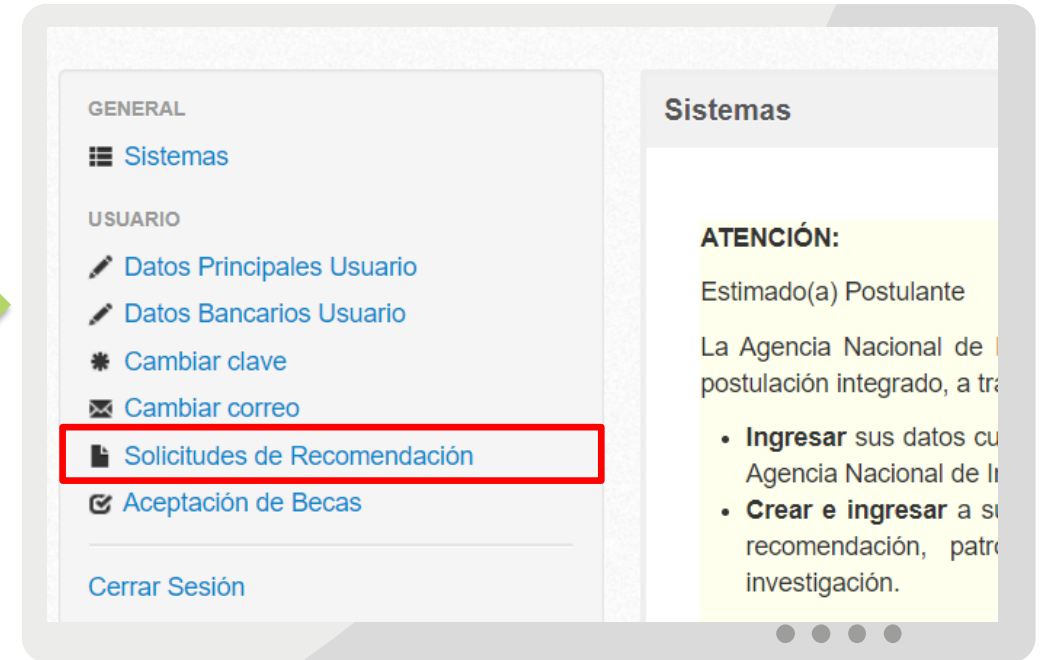 GENERAL
Sistemas
USUARIO
Datos Principales Usuario
Datos Bancarios Usuario
Cambiar clave
Cambiar correo
Solicitudes de Recomendación
Aceptación de Becas
Cerrar Sesión
Sistemas
ATENCIÓN:
Estimado(a) Postulante
La Agencia Nacional de
postulación integrado, a
Ingresar sus datos
Agencia Nacional de
Crear e ingresar a
recomendación,
investigación.